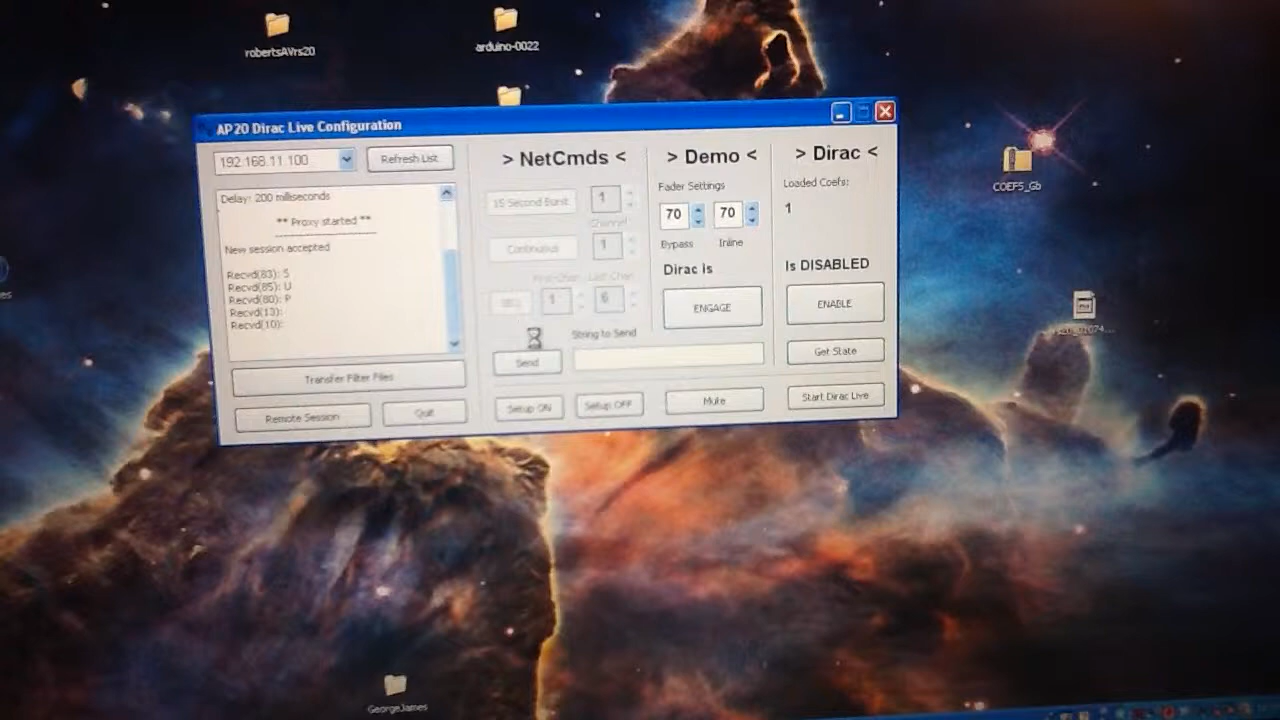 robertsAVrs20
arduino-0022
AP20 Dirac Live Configuration
192.168.11.100
Refresh List
Delay: 200 milliseconds
** Proxy started **
New session accepted
Recvd(83): S
Recvd(85): U
Recvd(80): P
Recvd(13):
Recvd(10):
Transfer Filter Files
Remote Session
Quit
> NetCmds <
15 Second Burst
1
Channel
Continuous
1
First Chan
Last Chan
1
6
String to Send
Send
Setup ON
Setup OFF
> Demo <
Fader Settings
70
70
Bypass
Inline
Dirac is
ENGAGE
Mute
> Dirac <
Loaded Coefs:
1
Is DISABLED
ENABLE
Get State
Start Dirac Live
COEFS_Gb
GeorgeJames